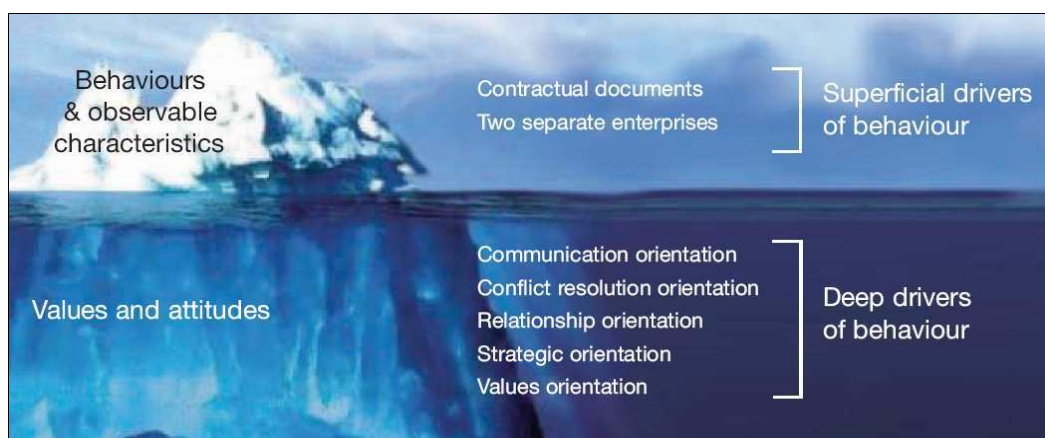 Behaviours
& observable
characteristics
Contractual documents
Two separate enterprises
Superficial drivers
of behaviour
Values and attitudes
Communication orientation
Conflict resolution orientation
Relationship orientation
Strategic orientation
Values orientation
Deep drivers
of behaviour